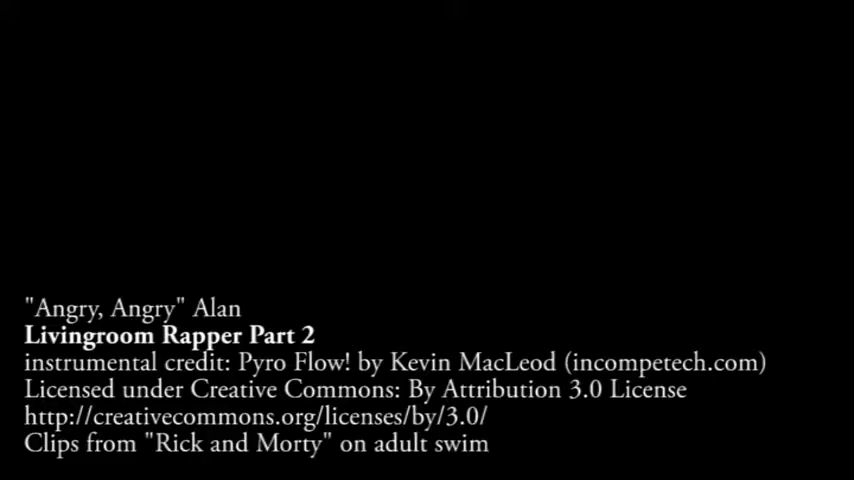 "Angry, Angry" Alan
Livingroom Rapper Part 2
instrumental credit: Pyro Flow! by Kevin MacLeod (incompetech.com)
Licensed under Creative Commons: By Attribution 3.0 License
http://creativecommons.org/licenses/by/3.0/
Clips from "Rick and Morty" on adult swim